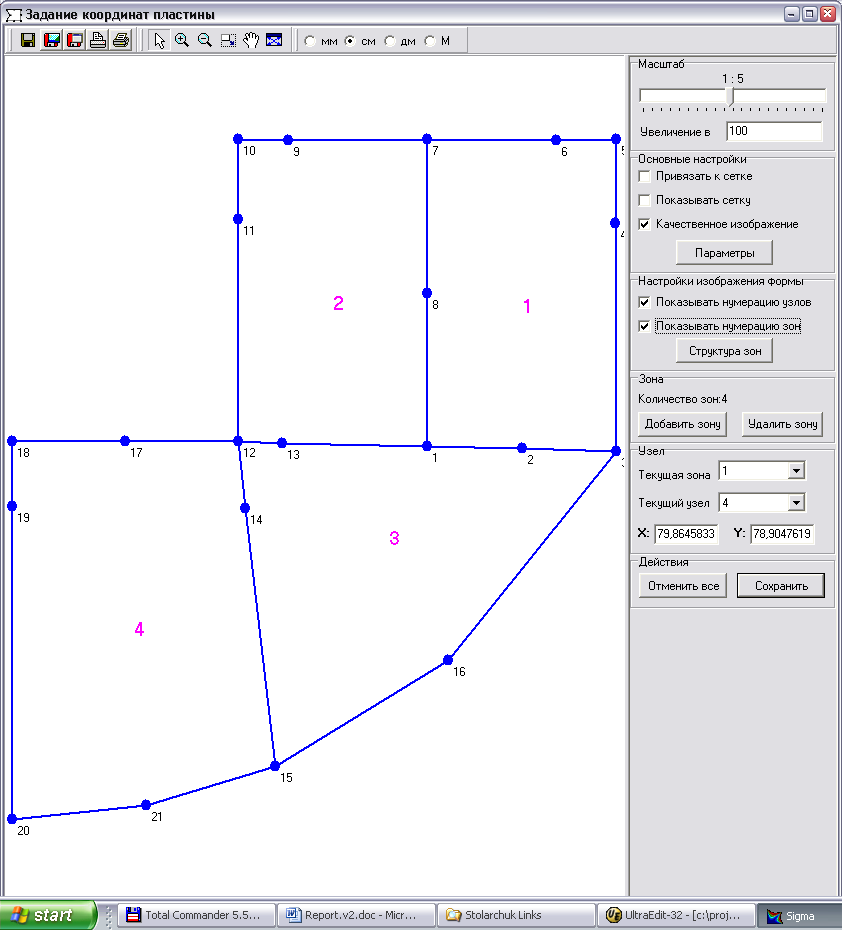 Задание координат пластины
мм см дм М
Масштаб
1 : 5
Увеличение в 100
Основные настройки
Привязать к сетке
Показывать сетку
Качественное изображение
Параметры
Настройки изображения формы
Показывать нумерацию узлов
Показывать нумерацию зон
Структура зон
Зона
Количество зон:4
Добавить зону Удалить зону
Узел
Текущая зона 1
Текущий узел 4
X: 79,8645833 Y: 78,9047619
Действия
Отменить все Сохранить
10 9 7 6 5
11 4
2 8 1
18 17 12 13 1 2 3
19 14
3
4
16
15
21
20
start Total Commander 5.5... Report.v2.doc - Micr... Stolarchuk Links UltraEdit-32 - [c:\proj... Sigma